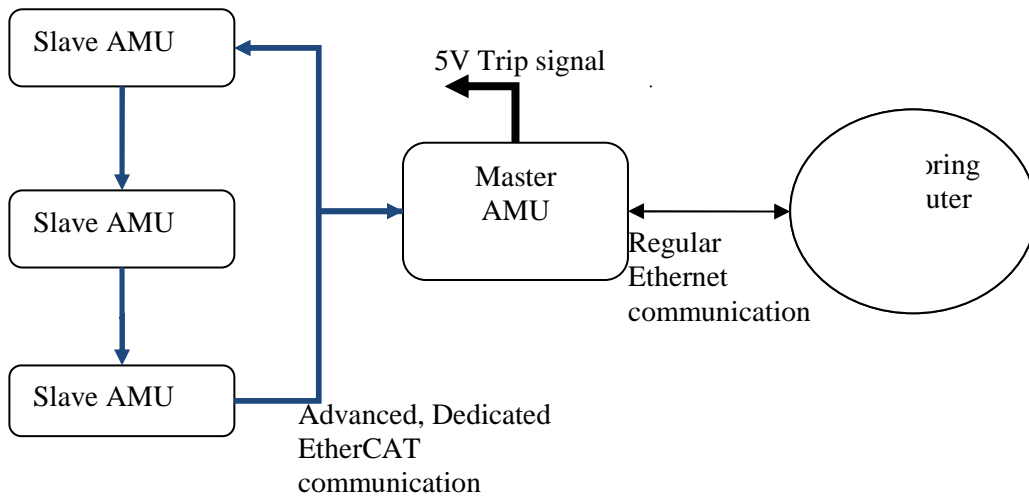 Slave AMU
5V Trip signal
Master
AMU
Slave AMU
Regular
Ethernet
communication
Slave AMU
Advanced, Dedicated
EtherCAT
communication